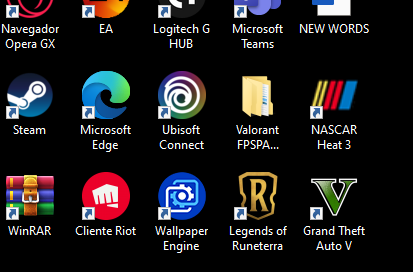 Navegador
Opera GX
EA
Logitech G
HUB
Microsoft
Teams
NEW WORDS
Steam
Microsoft
Edge
Ubisoft
Connect
Valorant
FPSPA...
NASCAR
Heat 3
WinRAR
Cliente Riot
Wallpaper
Engine
Legends of
Runeterra
Grand Theft
Auto V